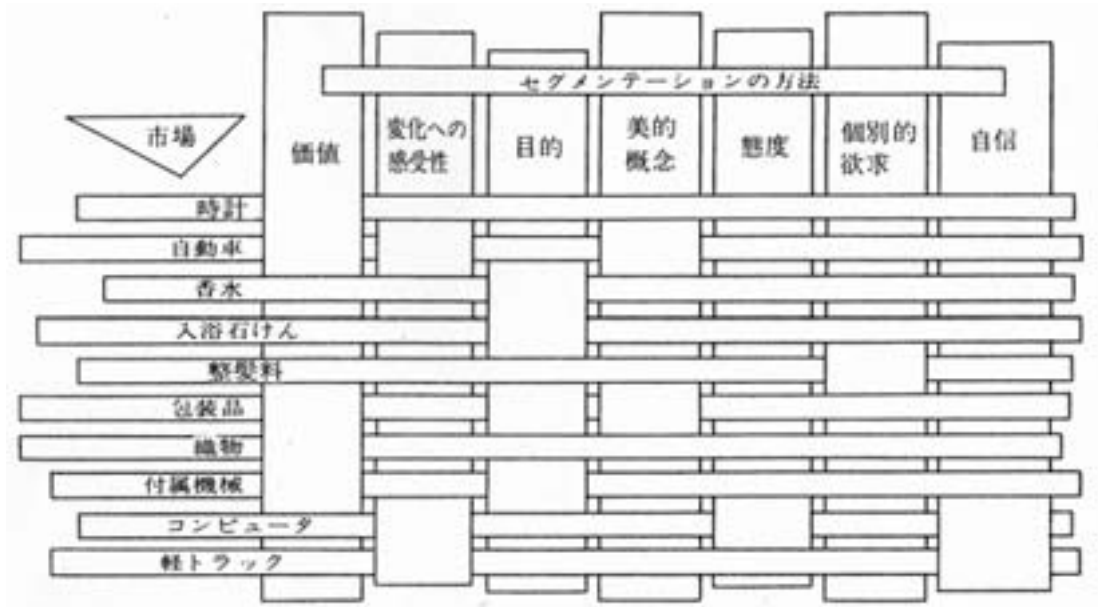 セグメンテーションの方法
市場
価値
変化への
感受性
目的
美的
概念
態度
個別的
欲求
自信
時計
自動車
香水
入浴石けん
整髪料
包装品
織物
付属機械
コンピュータ
軽トラック